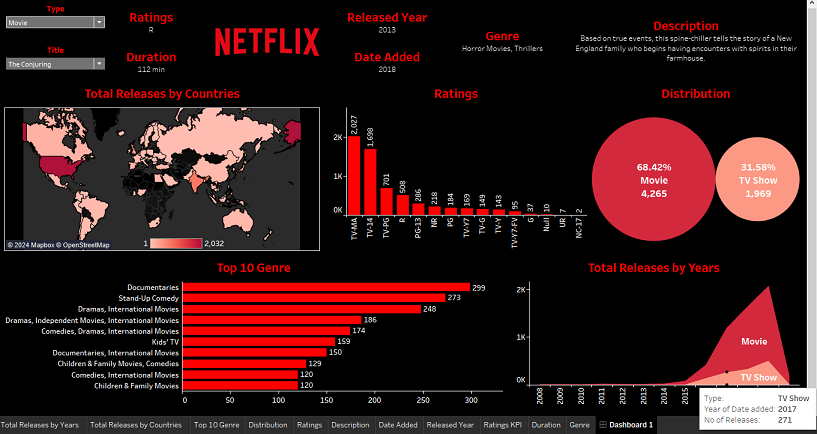 Type
Movie
Title
The Conjuring
Ratings
R
Duration
112 min
NETFLIX
Released Year
2013
Date Added
2018
Genre
Horror Movies, Thrillers
Description
Based on true events, this spine-chiller tells the story of a New
England family who begins having encounters with spirits in their
farmhouse.
Total Releases by Countries
© 2024 Mapbox © OpenStreetMap
1
2,032
Ratings
2K
1K
0K
2,027
1,698
701
508
286
218
184
169
149
143
95
37
10
7
2
TV-MA
TV-14
TV-PG
R
PG-13
NR
PG
TV-Y7
TV-G
TV-Y
TV-Y7-FV
G
Null
UR
NC-17
Distribution
68.42%
Movie
4,265
31.58%
TV Show
1,969
Top 10 Genre
Documentaries 299
Stand-Up Comedy 273
Dramas, International Movies 248
Dramas, Independent Movies, International Movies 186
Comedies, Dramas, International Movies 174
Kids' TV 159
Documentaries, International Movies 150
Children & Family Movies, Comedies 129
Comedies, International Movies 120
Children & Family Movies 120
0 50 100 150 200 250 300
Total Releases by Years
2K
1K
0K
Movie
TV Show
2008
2009
2010
2011
2012
2013
2014
2015
Type: TV Show
Year of Date added: 2017
No of Releases: 271
Total Releases by Years
Total Releases by Countries
Top 10 Genre
Distribution
Ratings
Description
Date Added
Released Year
Ratings KPI
Duration
Genre
Dashboard 1